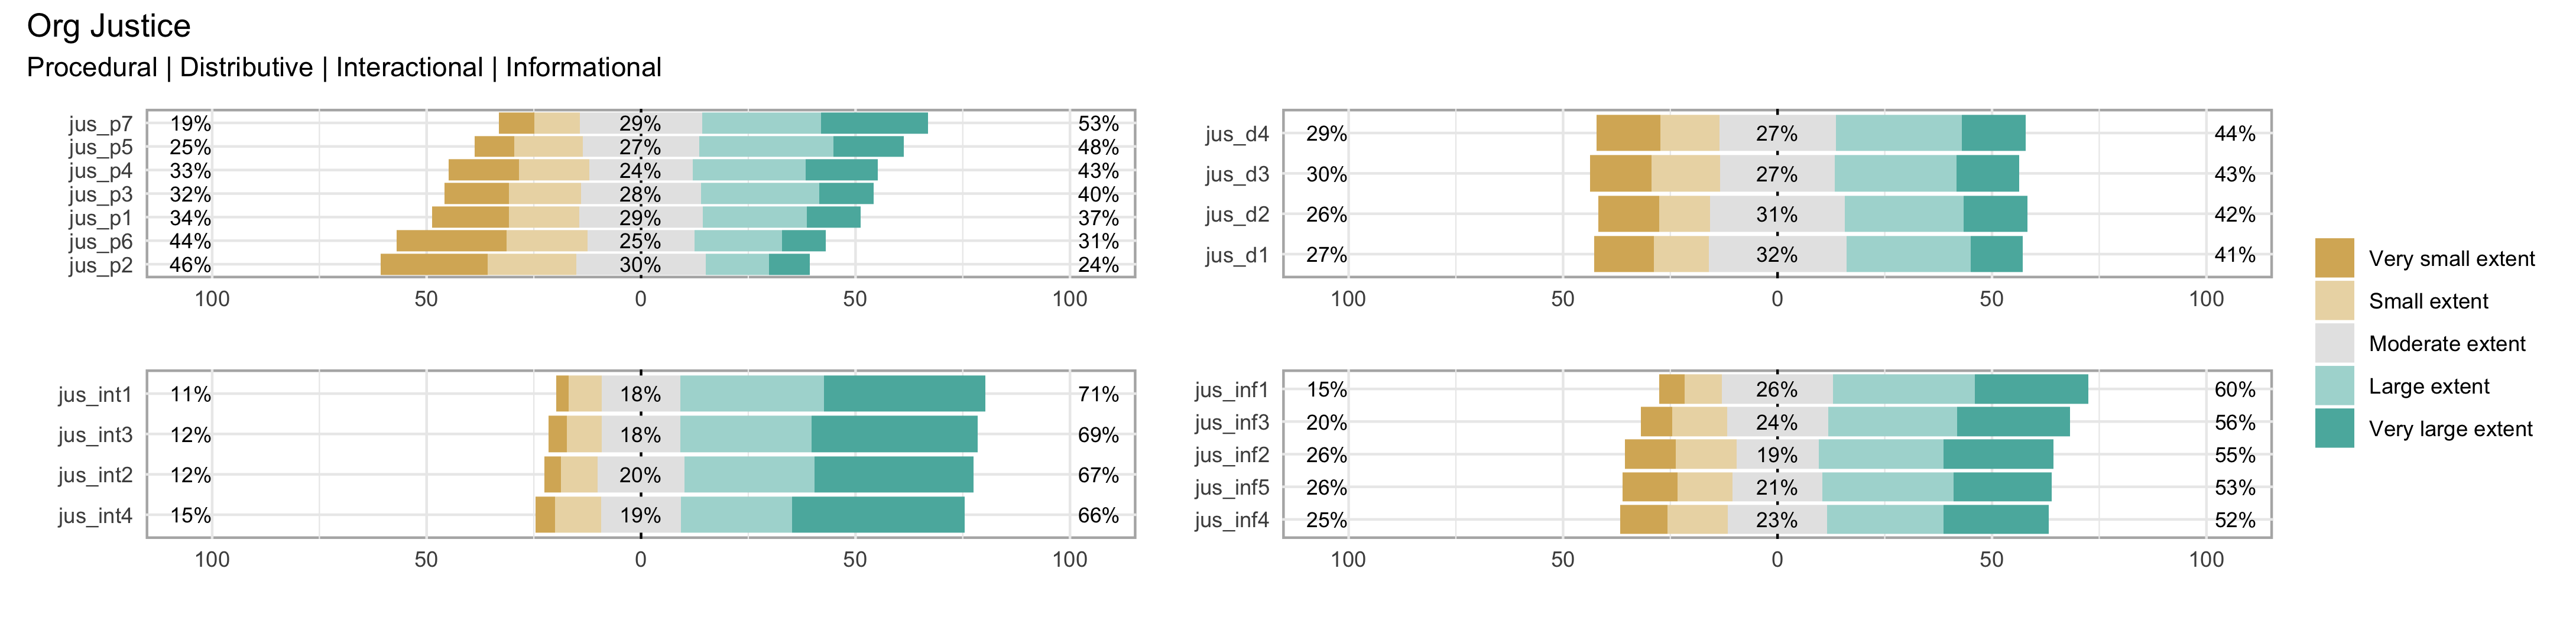 Org Justice
Procedural | Distributive | Interactional | Informational
jus_p7 19% 29% 53%
jus_p5 25% 27% 48%
jus_p4 33% 24% 43%
jus_p3 32% 28% 40%
jus_p1 34% 29% 37%
jus_p6 44% 25% 31%
jus_p2 46% 30% 24%
100 50 0 50 100
jus_d4 29% 27% 44%
jus_d3 30% 27% 43%
jus_d2 26% 31% 42%
jus_d1 27% 32% 41%
100 50 0 50 100
jus_int1 11% 18% 71%
jus_int3 12% 18% 69%
jus_int2 12% 20% 67%
jus_int4 15% 19% 66%
100 50 0 50 100
jus_inf1 15% 26% 60%
jus_inf3 20% 24% 56%
jus_inf2 26% 19% 55%
jus_inf5 26% 21% 53%
jus_inf4 25% 23% 52%
100 50 0 50 100
Very small extent
Small extent
Moderate extent
Large extent
Very large extent